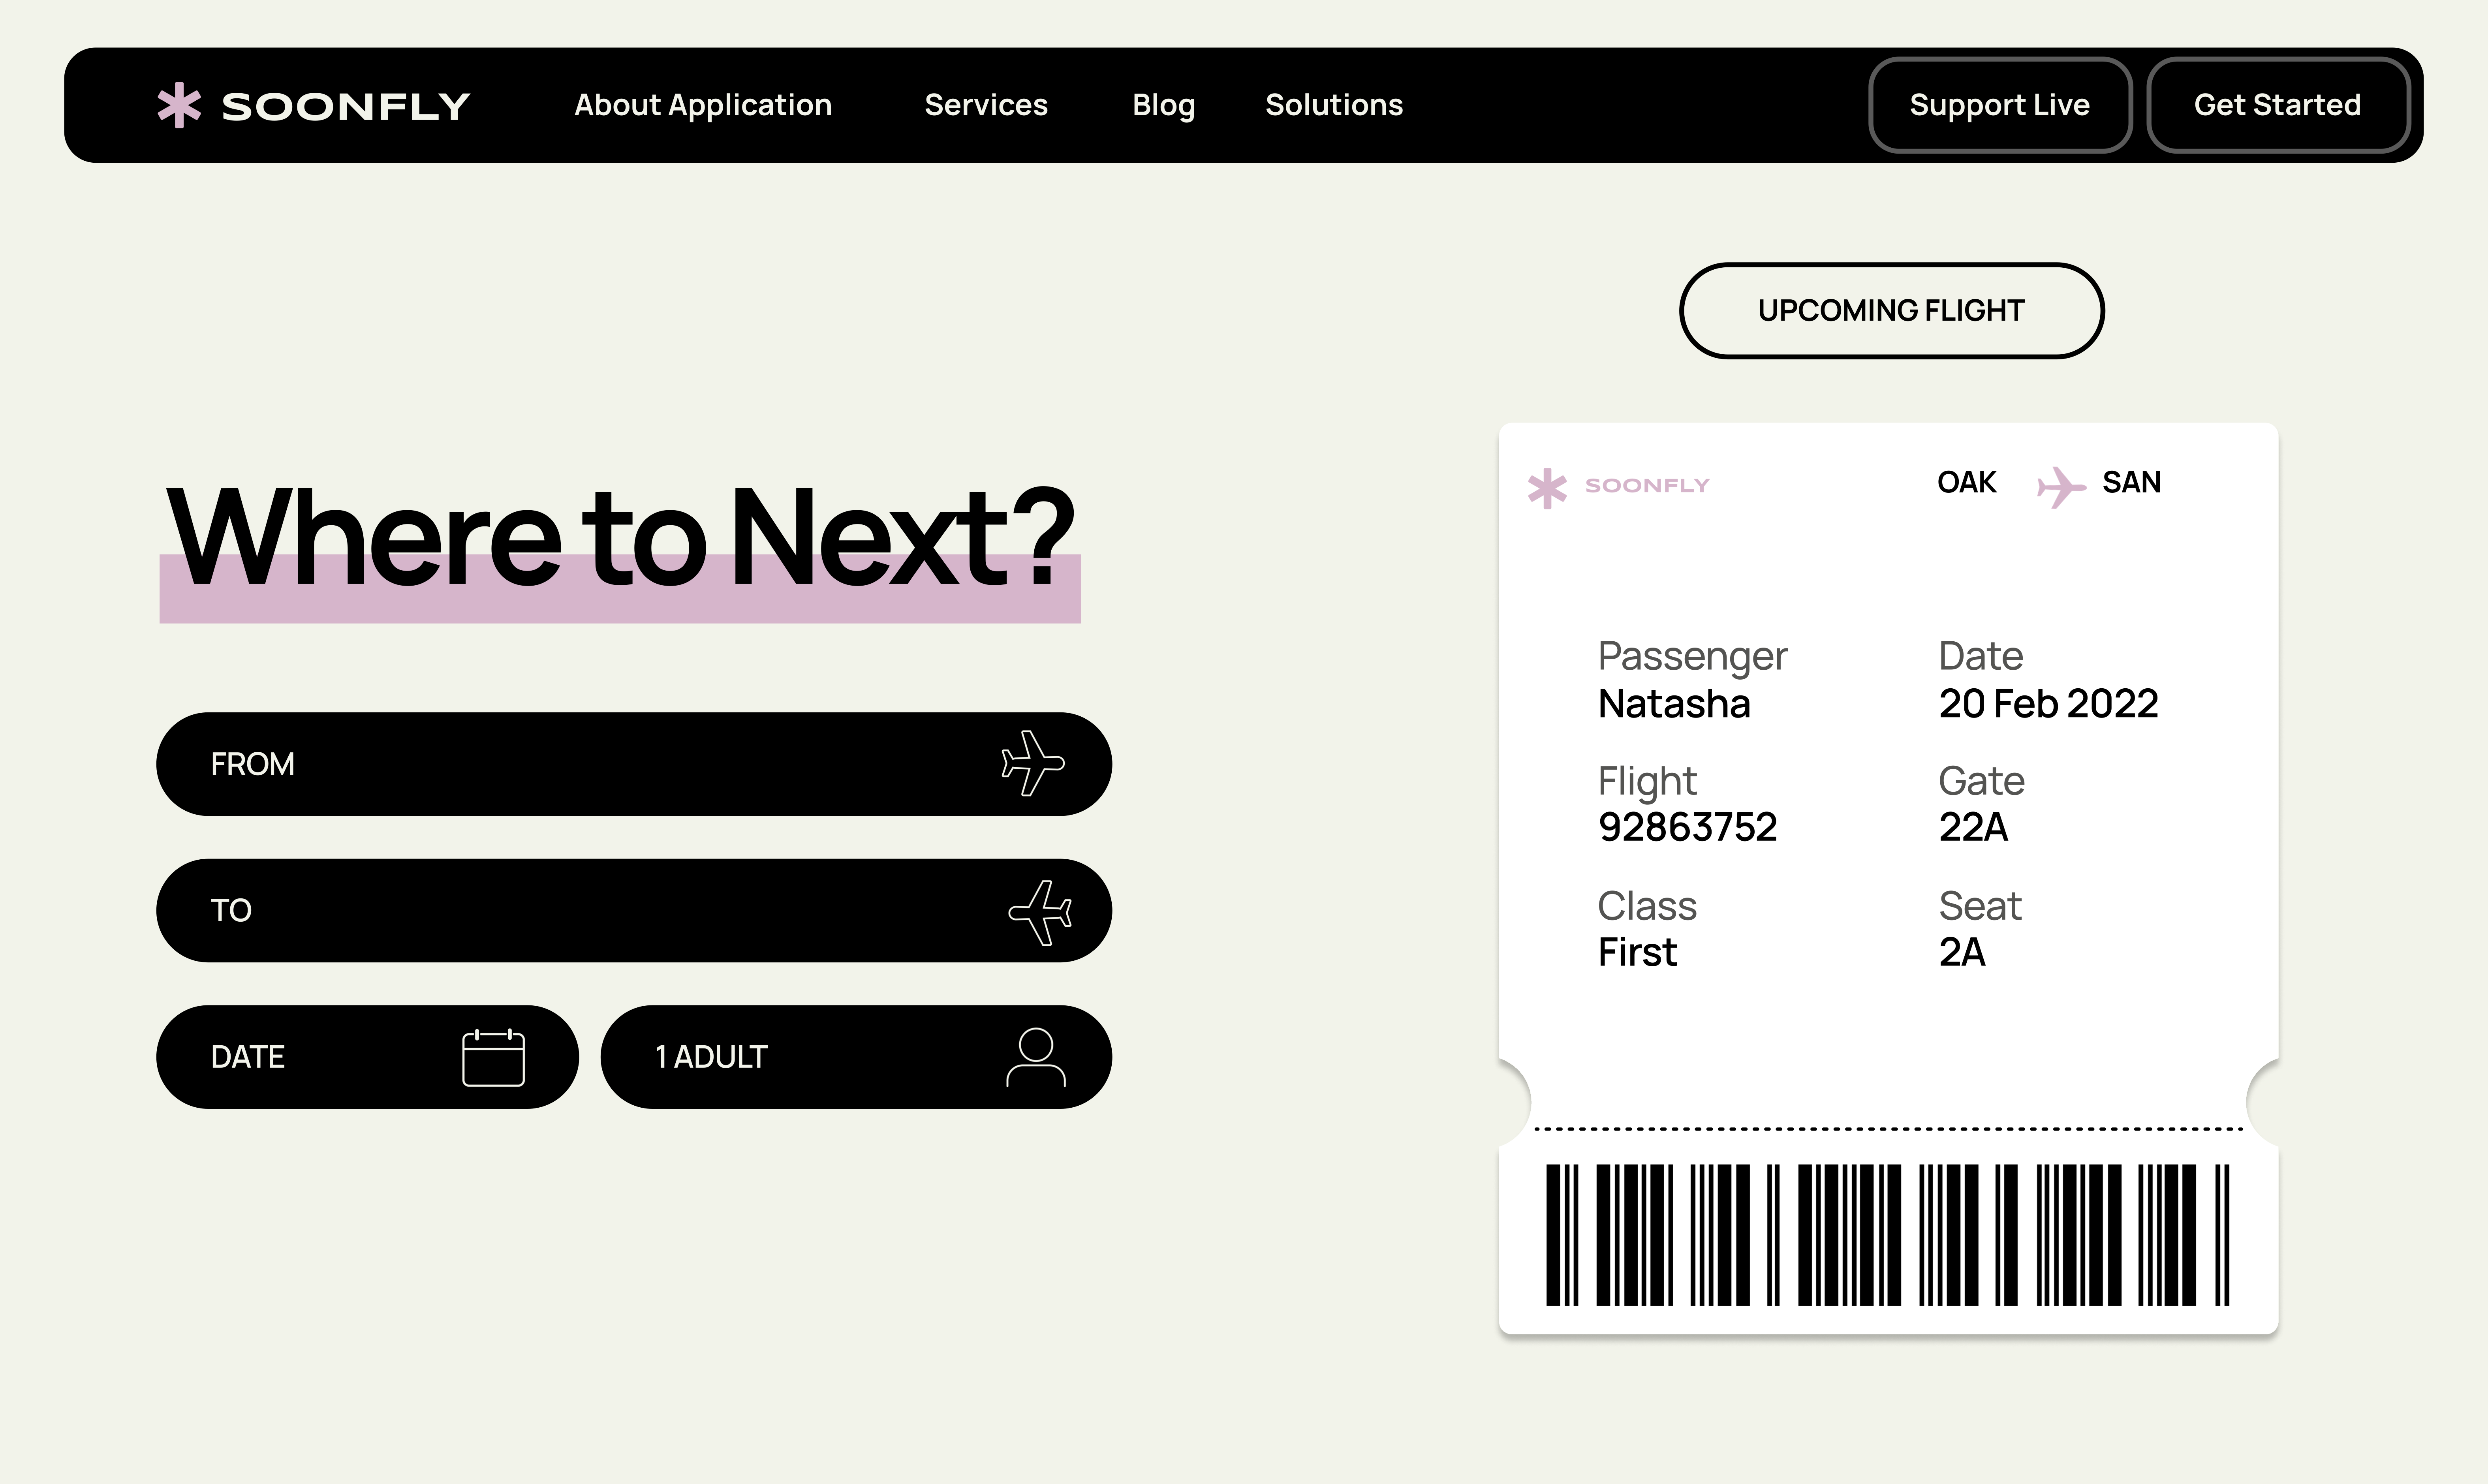 SOONFLY
About Application
Services
Blog
Solutions
Support Live
Get Started
Where to Next?
FROM
TO
DATE
1 ADULT
UPCOMING FLIGHT
SOONFLY
OAK SAN
Passenger
Natasha
Date
20 Feb 2022
Flight
92863752
Gate
22A
Class
First
Seat
2A